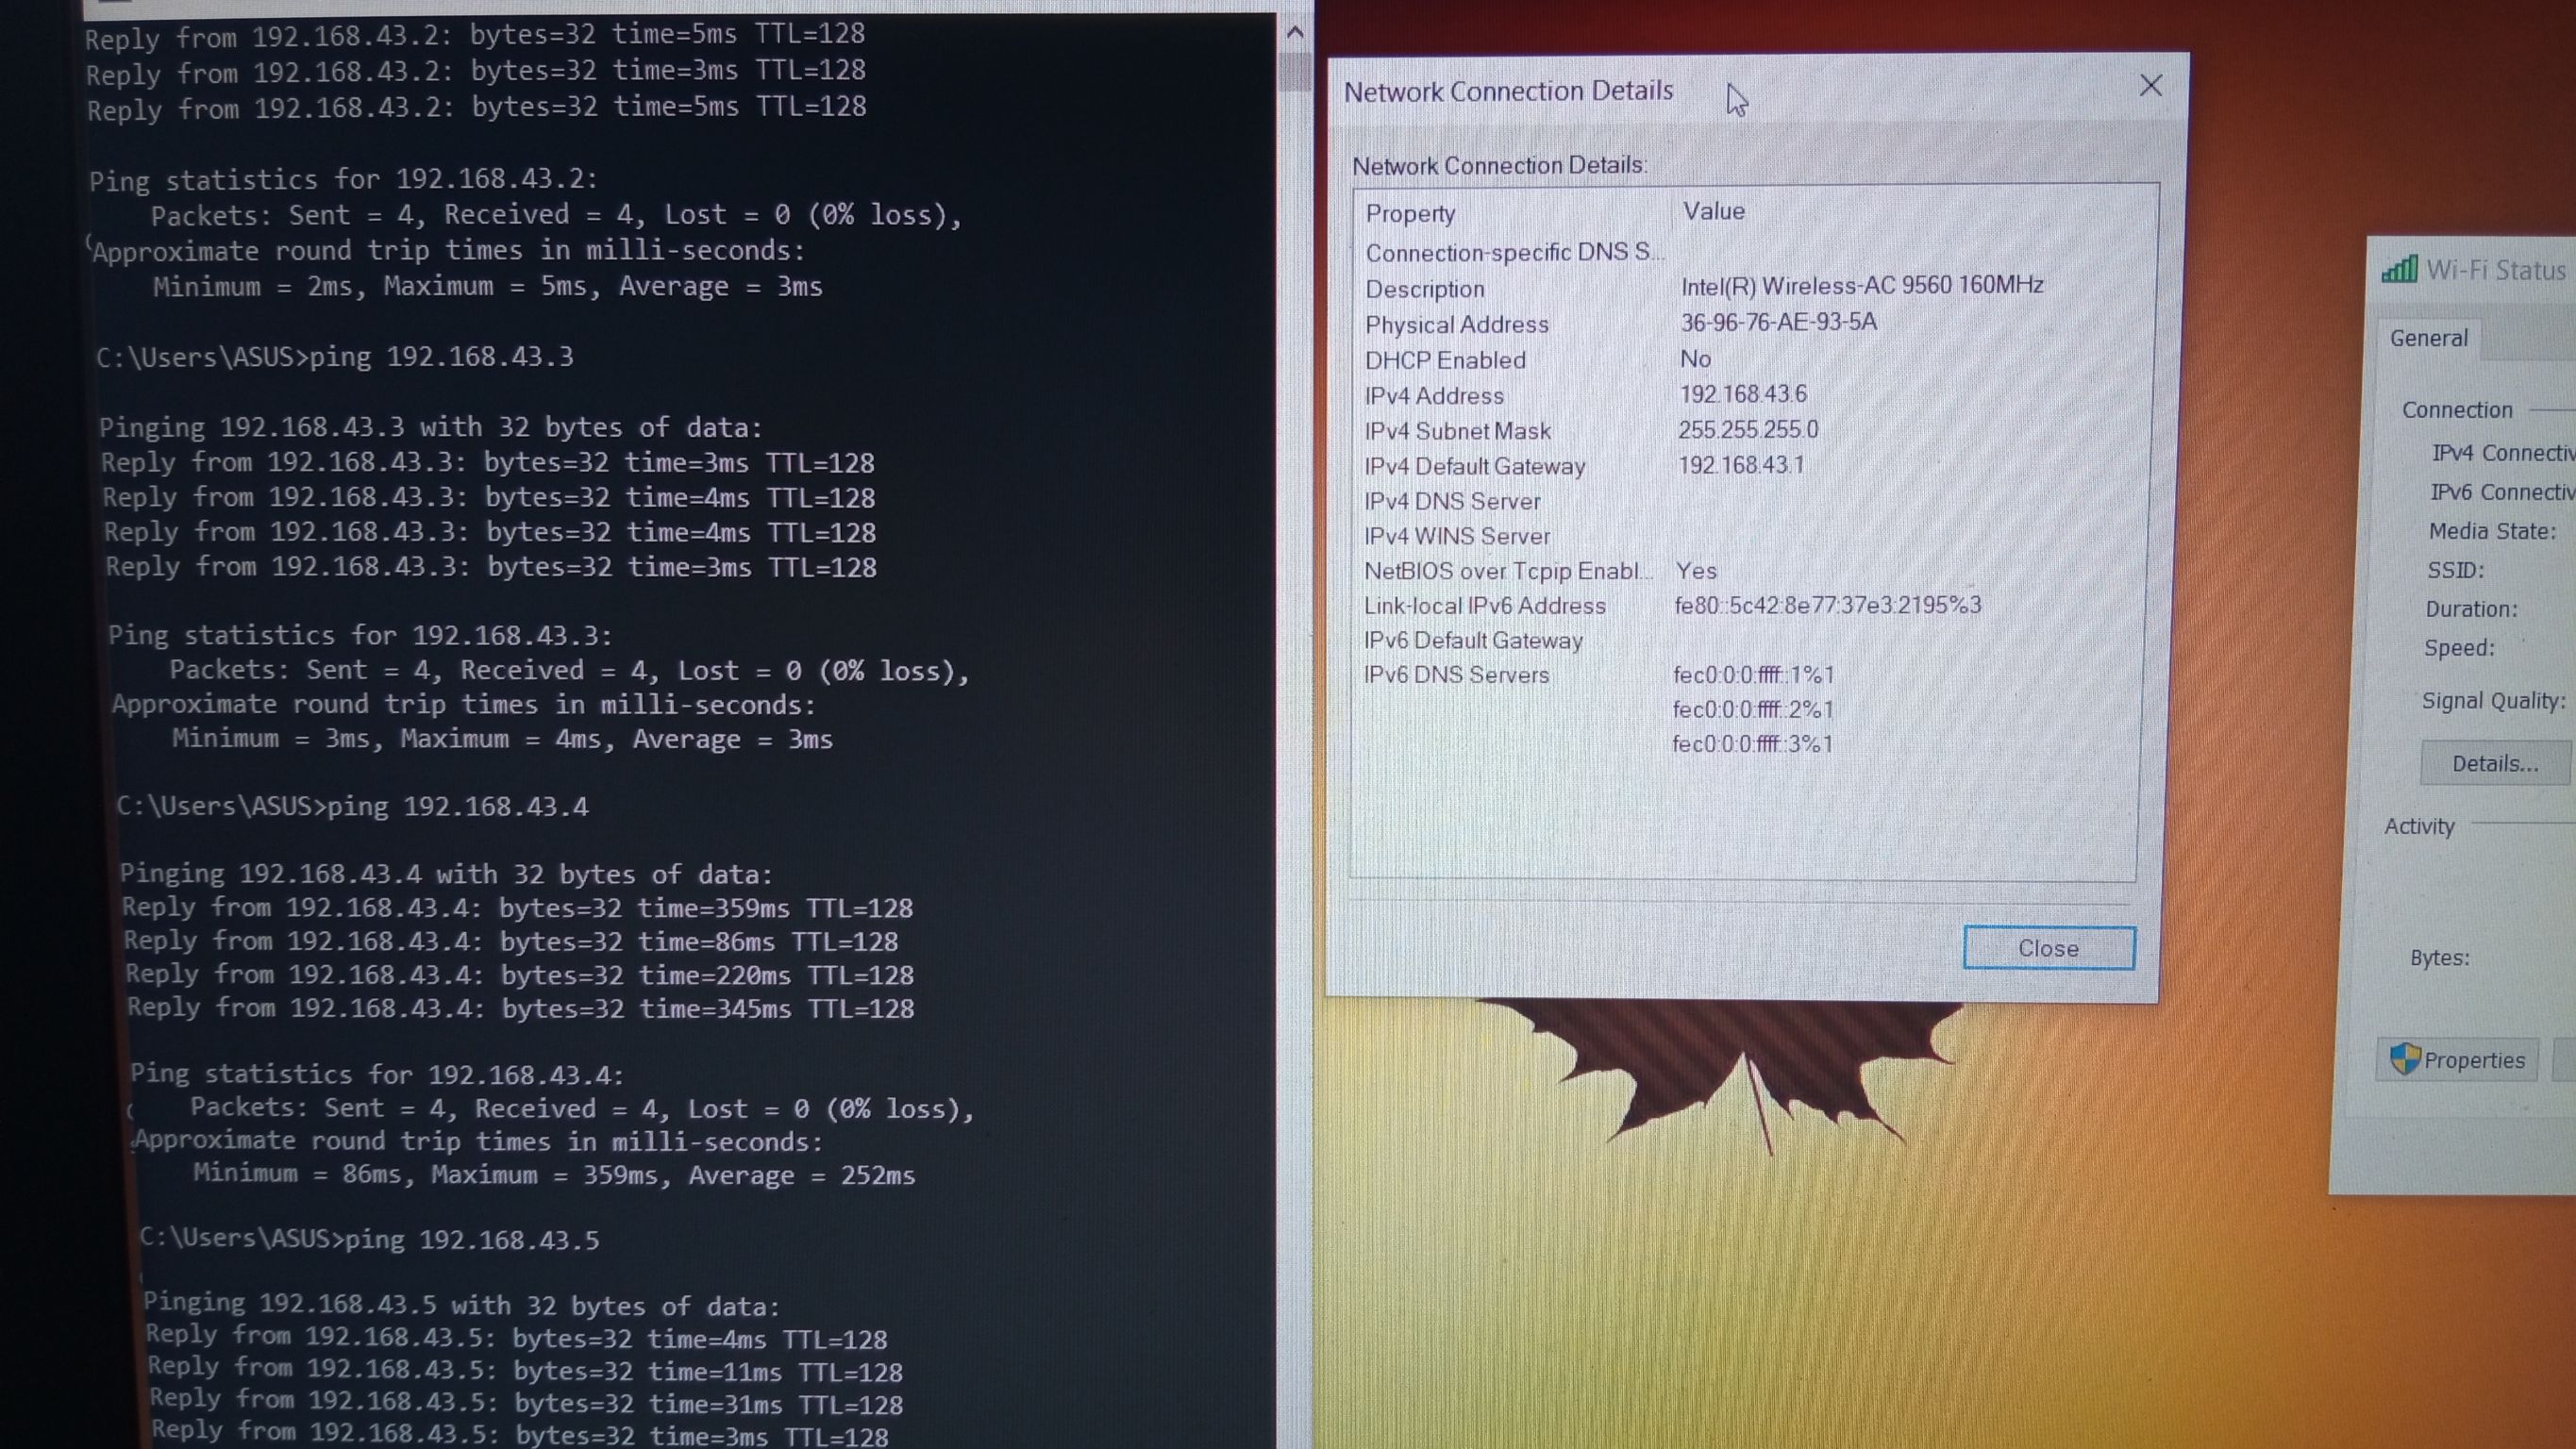 Reply from 192.168.43.2: bytes=32 time=5ms TTL=128
Reply from 192.168.43.2: bytes=32 time=3ms TTL=128
Reply from 192.168.43.2: bytes=32 time=5ms TTL=128
Ping statistics for 192.168.43.2:
Packets: Sent = 4, Received = 4, Lost = 0 (0% loss),
Approximate round trip times in milli-seconds:
Minimum = 2ms, Maximum = 5ms, Average = 3ms
C:\Users\ASUS>ping 192.168.43.3
Pinging 192.168.43.3 with 32 bytes of data:
Reply from 192.168.43.3: bytes=32 time=3ms TTL=128
Reply from 192.168.43.3: bytes=32 time=4ms TTL=128
Reply from 192.168.43.3: bytes=32 time=4ms TTL=128
Reply from 192.168.43.3: bytes=32 time=3ms TTL=128
Ping statistics for 192.168.43.3:
Packets: Sent = 4, Received = 4, Lost = 0 (0% loss),
Approximate round trip times in milli-seconds:
Minimum = 3ms, Maximum = 4ms, Average = 3ms
C:\Users\ASUS>ping 192.168.43.4
Pinging 192.168.43.4 with 32 bytes of data:
Reply from 192.168.43.4: bytes=32 time=359ms TTL=128
Reply from 192.168.43.4: bytes=32 time=86ms TTL=128
Reply from 192.168.43.4: bytes=32 time=220ms TTL=128
Reply from 192.168.43.4: bytes=32 time=345ms TTL=128
Ping statistics for 192.168.43.4:
Packets: Sent = 4, Received = 4, Lost = 0 (0% loss),
Approximate round trip times in milli-seconds:
Minimum = 86ms, Maximum = 359ms, Average = 252ms
C:\Users\ASUS>ping 192.168.43.5
Pinging 192.168.43.5 with 32 bytes of data:
Reply from 192.168.43.5: bytes=32 time=4ms TTL=128
Reply from 192.168.43.5: bytes=32 time=11ms TTL=128
Reply from 192.168.43.5: bytes=32 time=31ms TTL=128
Reply from 192.168.43.5: bytes=32 time=3ms TTL=128
Network Connection Details
Network Connection Details:
Property Value
Connection-specific DNS S...
Description Intel(R) Wireless-AC 9560 160MHz
Physical Address 36-96-76-AE-93-5A
DHCP Enabled No
IPv4 Address 192.168.43.6
IPv4 Subnet Mask 255.255.255.0
IPv4 Default Gateway 192.168.43.1
IPv4 DNS Server
IPv4 WINS Server
NetBIOS over Tcpip Enabl... Yes
Link-local IPv6 Address fe80::5c42:8e77:37e3:2195%3
IPv6 Default Gateway
IPv6 DNS Servers fec0:0:0:ffff::1%1
fec0:0:0:ffff::2%1
fec0:0:0:ffff::3%1
Close
Wi-Fi Status
General
Connection
IPv4 Connectiv
IPv6 Connectiv
Media State:
SSID:
Duration:
Speed:
Signal Quality:
Details...
Activity
Bytes:
Properties